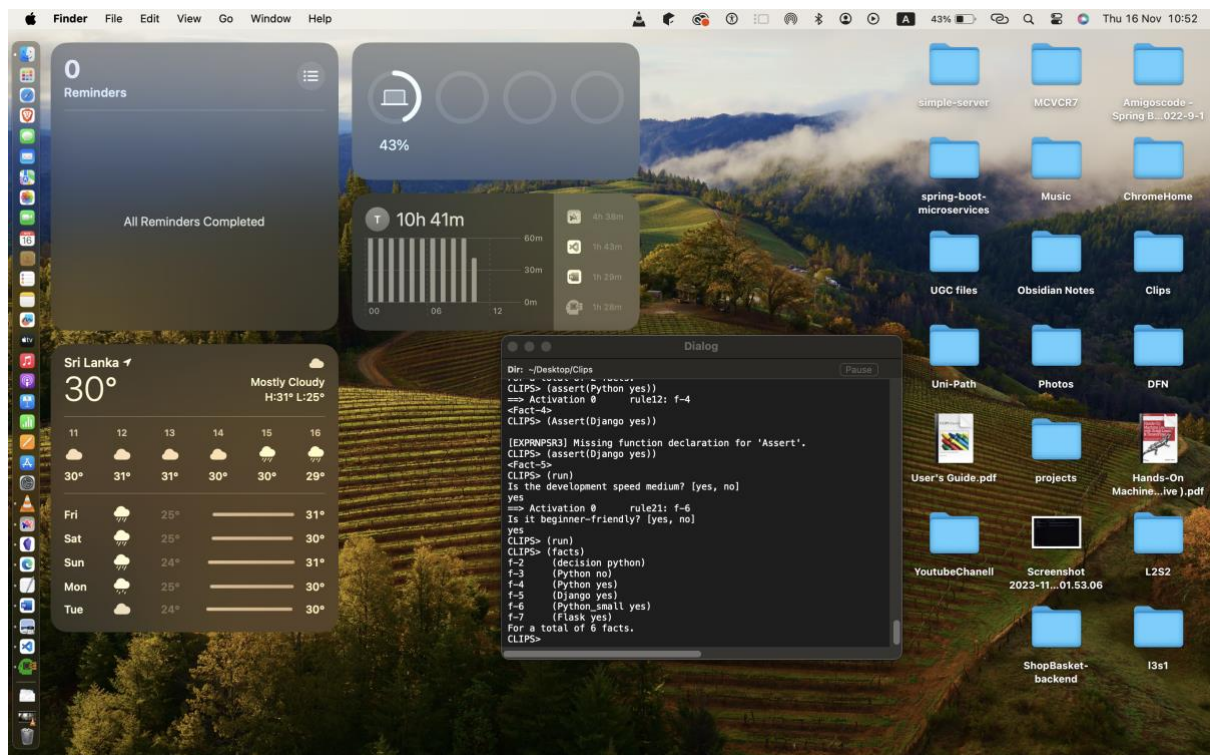 Finder File Edit View Go Window Help
A 43% Thu 16 Nov 10:52
0
Reminders
All Reminders Completed
43%
T 10h 41m
60m
30m
0m
00 06 12
4h 38m
1h 43m
1h 29m
1h 28m
Sri Lanka
30°
Mostly Cloudy
H:31° L:25°
11 12 13 14 15 16
30° 31° 31° 30° 30° 29°
Fri 25° 31°
Sat 25° 30°
Sun 24° 31°
Mon 25° 30°
Tue 24° 30°
16
tv
Dialog
Dir: ~/Desktop/Clips
Pause
For a total of 2 facts.
CLIPS> (assert(Python yes))
==> Activation 0 rule12: f-4
<Fact-4>
CLIPS> (Assert(Django yes))
[EXPRNPSR3] Missing function declaration for 'Assert'.
CLIPS> (assert(Django yes))
<Fact-5>
CLIPS> (run)
Is the development speed medium? [yes, no]
yes
==> Activation 0 rule21: f-6
Is it beginner-friendly? [yes, no]
yes
CLIPS> (run)
CLIPS> (facts)
f-2 (decision python)
f-3 (Python no)
f-4 (Python yes)
f-5 (Django yes)
f-6 (Python_small yes)
f-7 (Flask yes)
For a total of 6 facts.
CLIPS>
simple-server
MCVCR7
Amigoscode -
Spring B...022-9-1
spring-boot-
microservices
Music
ChromeHome
UGC files
Obsidian Notes
Clips
Uni-Path
Photos
DFN
User's Guide.pdf
projects
Hands-On
Machine...ive ).pdf
YoutubeChanell
Screenshot
2023-11...01.53.06
L2S2
ShopBasket-
backend
l3s1